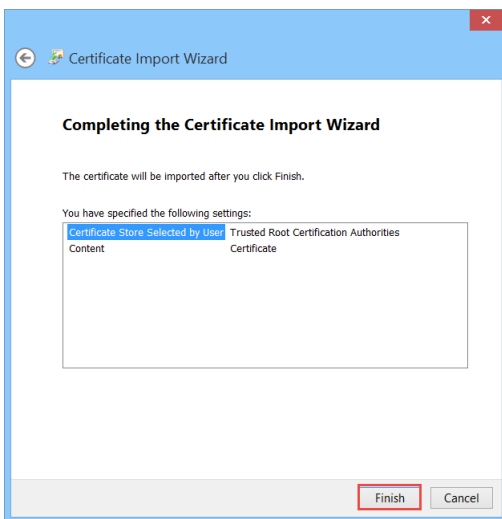 Certificate Import Wizard
Completing the Certificate Import Wizard
The certificate will be imported after you click Finish.
You have specified the following settings:
Certificate Store Selected by User Trusted Root Certification Authorities
Content Certificate
Finish Cancel